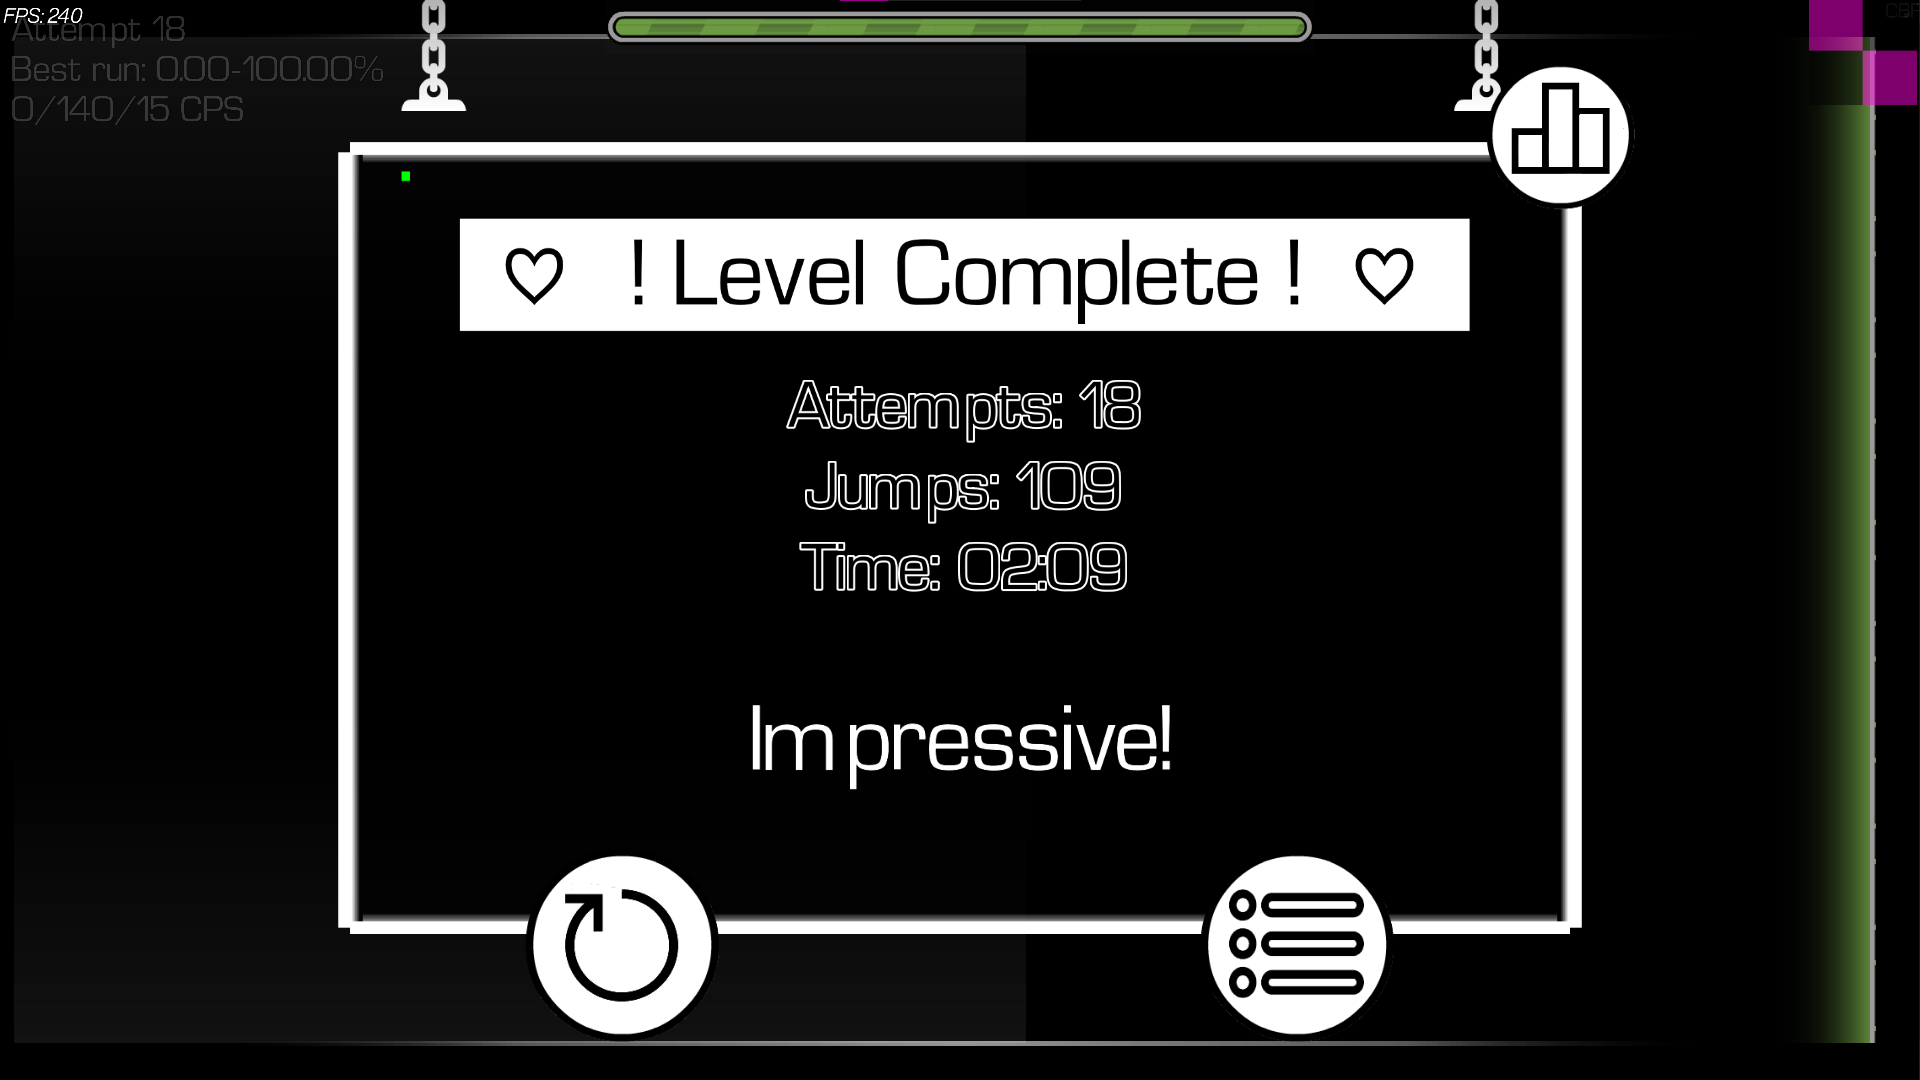 FPS: 240
Attempt 18
Best run: 0.00-100.00%
0/140/15 CPS
! Level Complete !
Attempts: 18
Jumps: 109
Time: 02:09
Impressive!